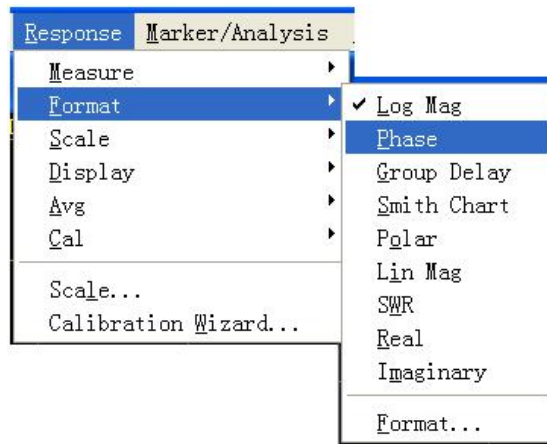 Response Marker/Analysis
Measure
Format
Scale
Display
Avg
Cal
Scale...
Calibration Wizard...
Log Mag
Phase
Group Delay
Smith Chart
Polar
Lin Mag
SWR
Real
Imaginary
Format...